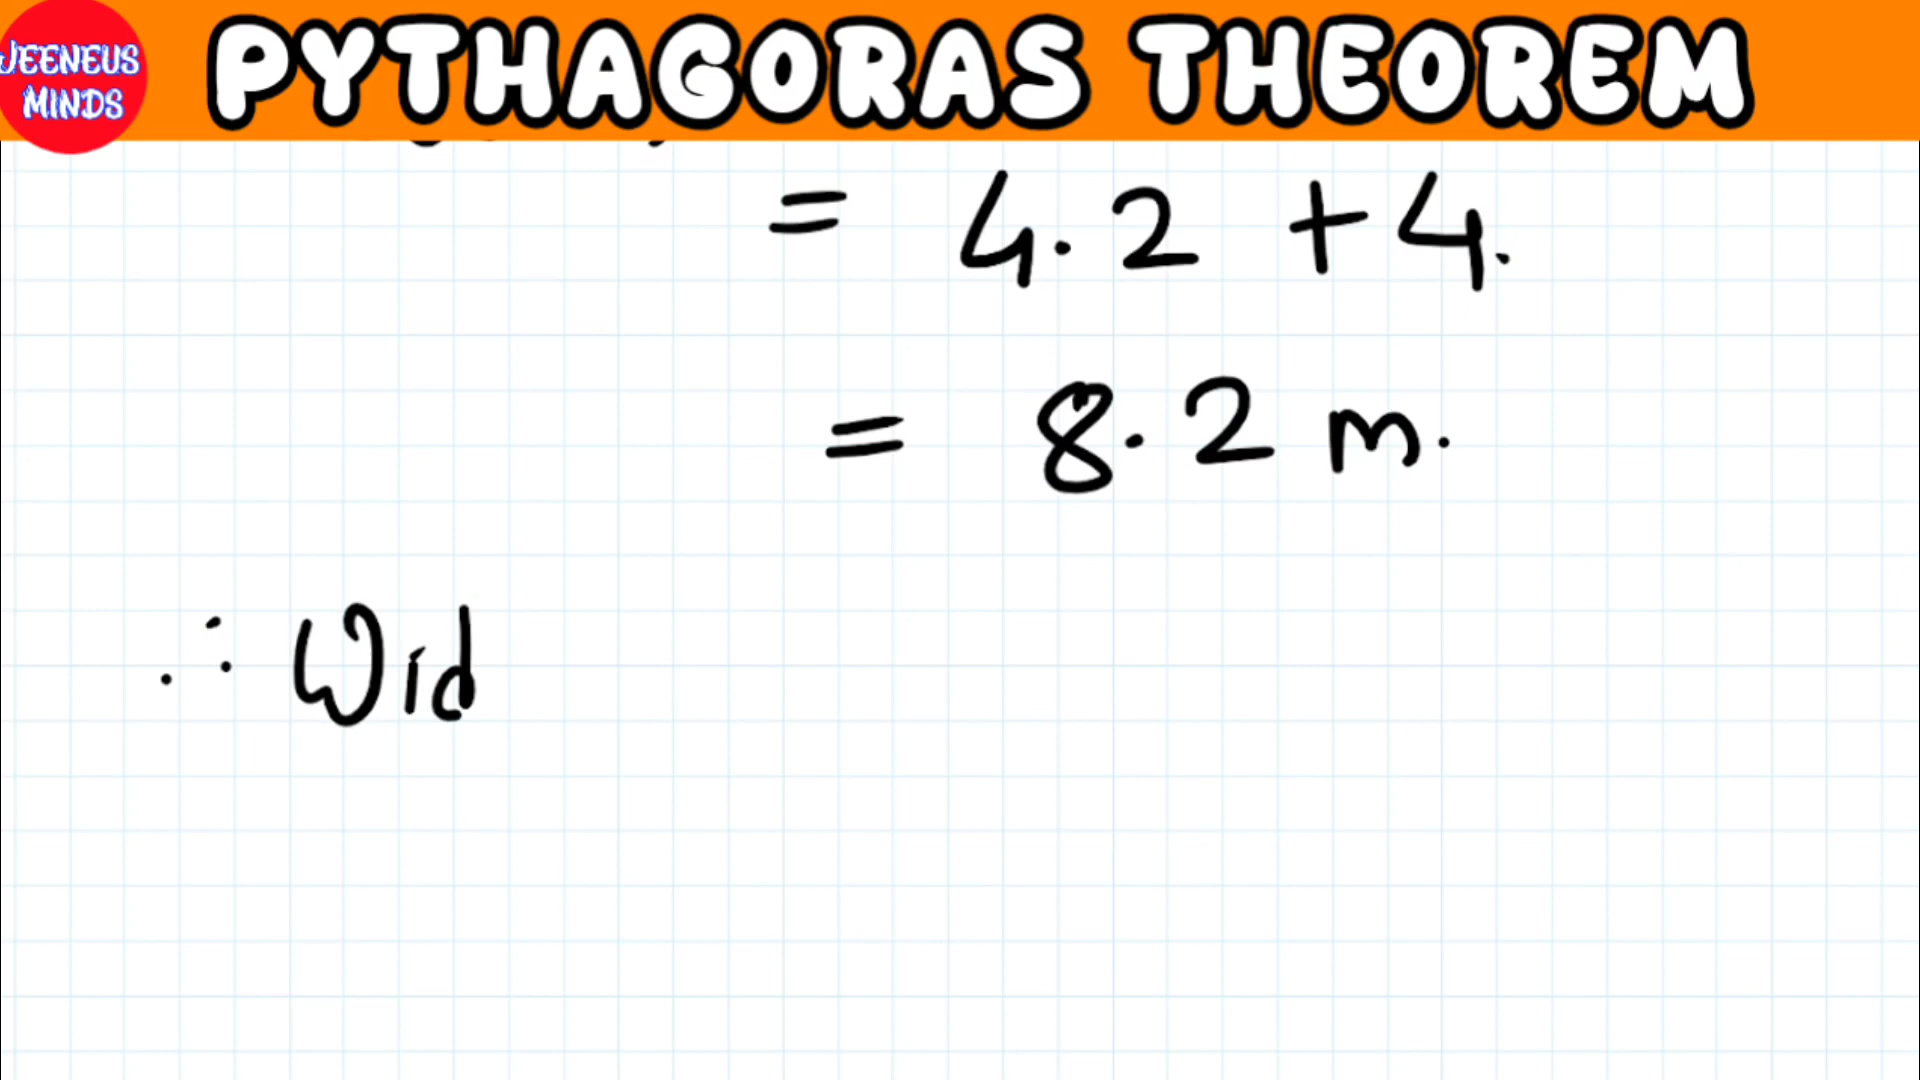 JEENEUS
MINDS
PYTHAGORAS THEOREM
= 4.2 + 4.
= 8.2 m.
∴ Wid